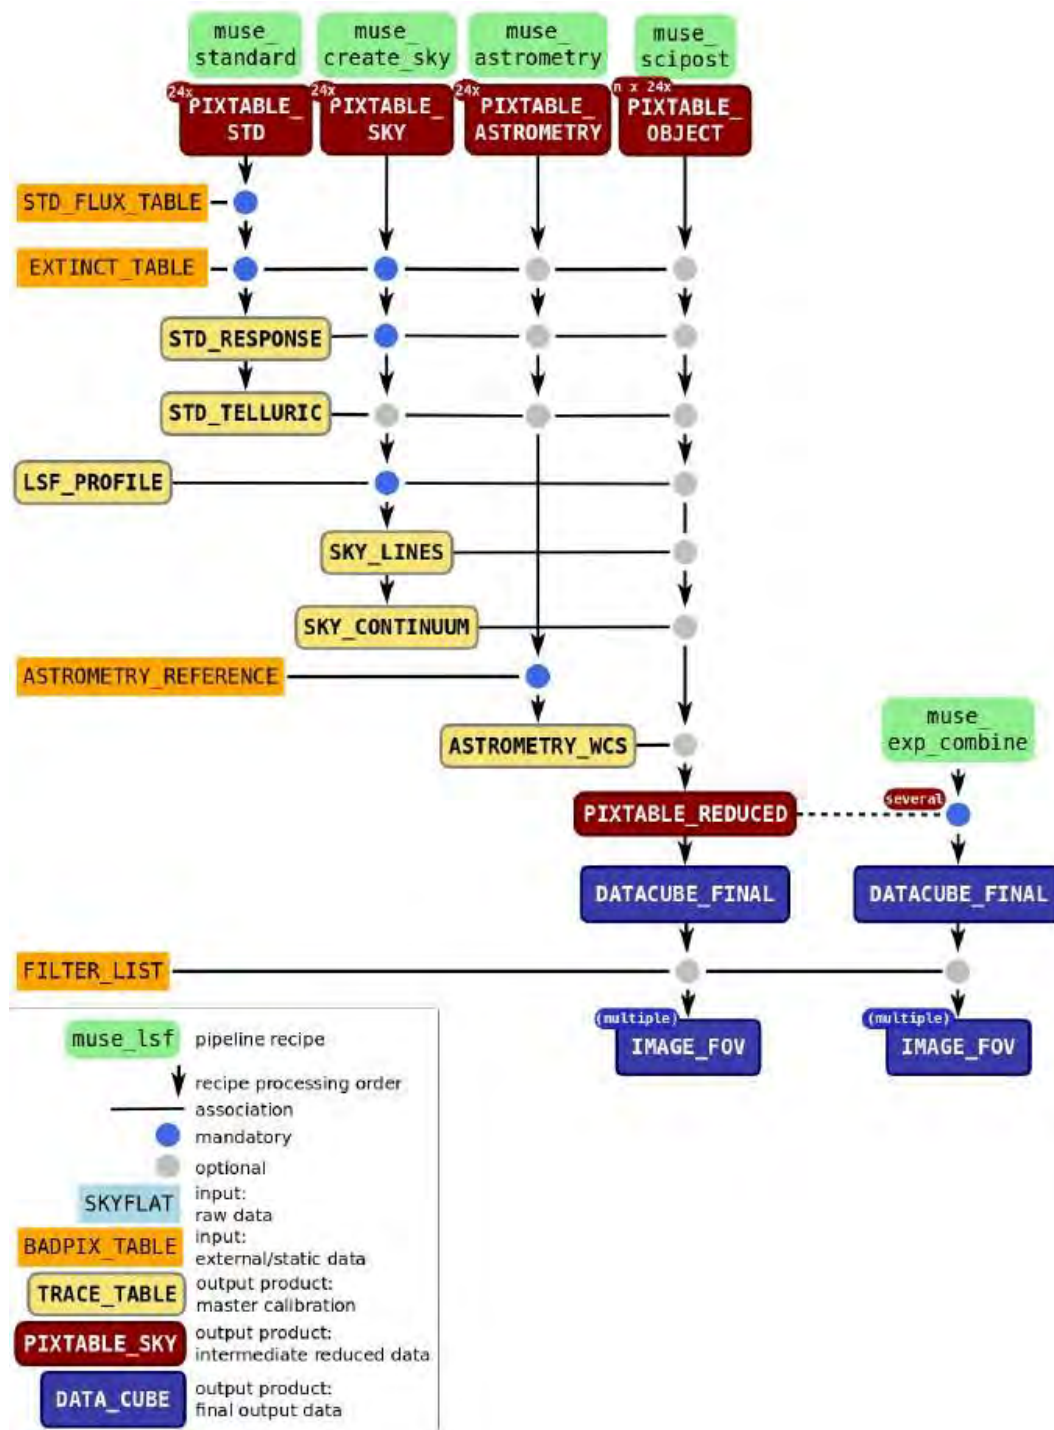 muse_
standard
muse_
create_sky
muse_
astrometry
muse_
scipost
24x
PIXTABLE_
STD
24x
PIXTABLE_
SKY
24x
PIXTABLE_
ASTROMETRY
n x 24x
PIXTABLE_
OBJECT
STD_FLUX_TABLE
EXTINCT_TABLE
STD_RESPONSE
STD_TELLURIC
LSF_PROFILE
SKY_LINES
SKY_CONTINUUM
ASTROMETRY_REFERENCE
ASTROMETRY_WCS
muse_
exp_combine
PIXTABLE_REDUCED
several
DATACUBE_FINAL
DATACUBE_FINAL
FILTER_LIST
(multiple)
IMAGE_FOV
(multiple)
IMAGE_FOV
muse_lsf
pipeline recipe
recipe processing order
association
mandatory
optional
SKYFLAT
input:
raw data
BADPIX_TABLE
input:
external/static data
TRACE_TABLE
output product:
master calibration
PIXTABLE_SKY
output product:
intermediate reduced data
DATA_CUBE
output product:
final output data